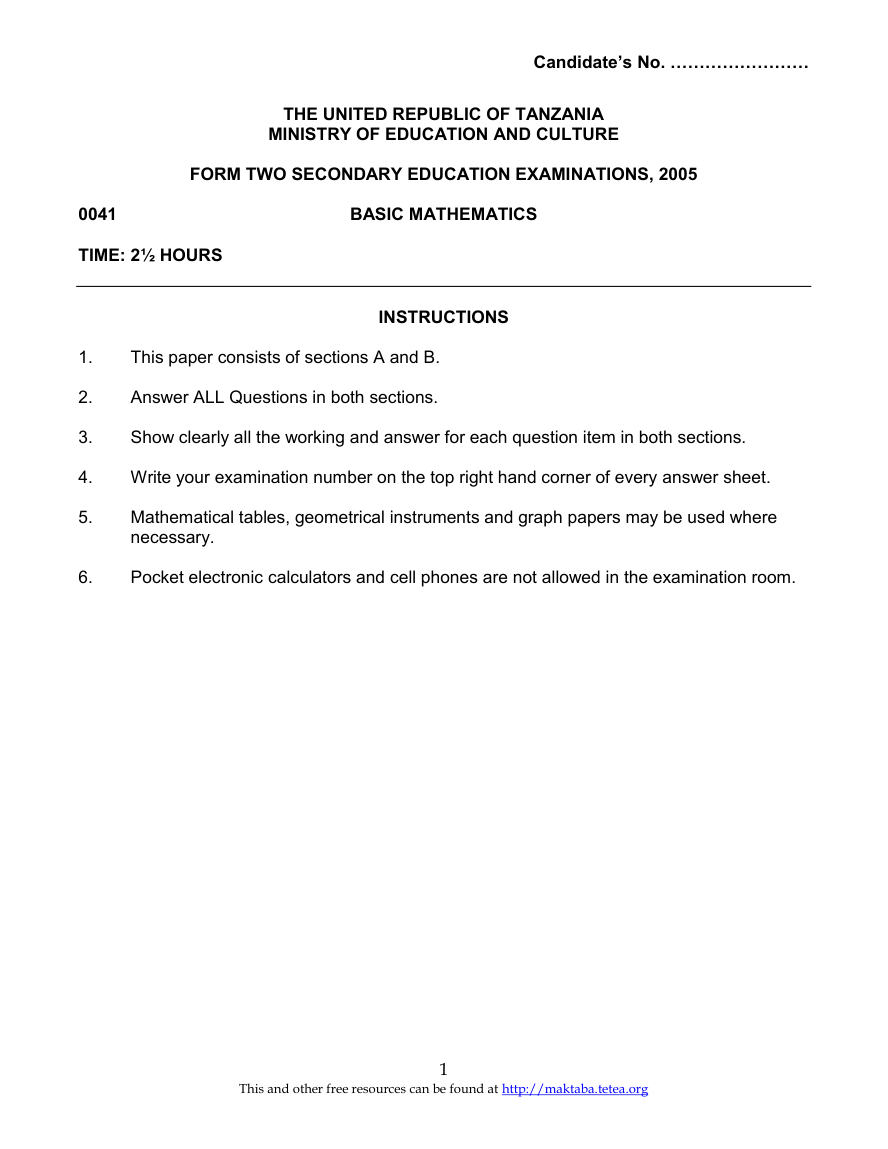 Candidate’s No. ……………………
THE UNITED REPUBLIC OF TANZANIA
MINISTRY OF EDUCATION AND CULTURE
FORM TWO SECONDARY EDUCATION EXAMINATIONS, 2005
0041 BASIC MATHEMATICS
TIME: 2½ HOURS
INSTRUCTIONS
1. This paper consists of sections A and B.
2. Answer ALL Questions in both sections.
3. Show clearly all the working and answer for each question item in both sections.
4. Write your examination number on the top right hand corner of every answer sheet.
5. Mathematical tables, geometrical instruments and graph papers may be used where
necessary.
6. Pocket electronic calculators and cell phones are not allowed in the examination room.
1
This and other free resources can be found at http://maktaba.tetea.org